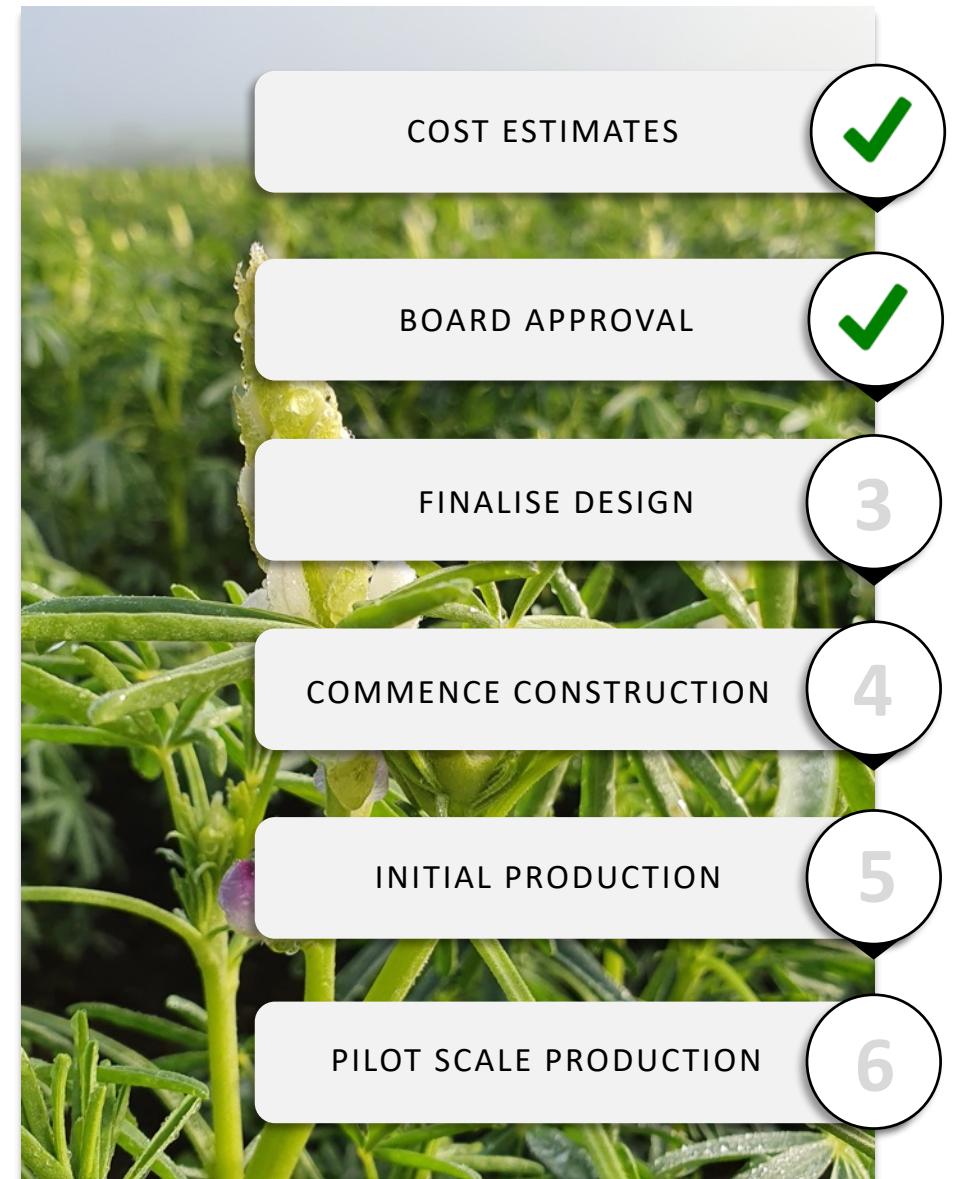 COST ESTIMATES
BOARD APPROVAL
FINALISE DESIGN
3
COMMENCE CONSTRUCTION
4
INITIAL PRODUCTION
5
PILOT SCALE PRODUCTION
6